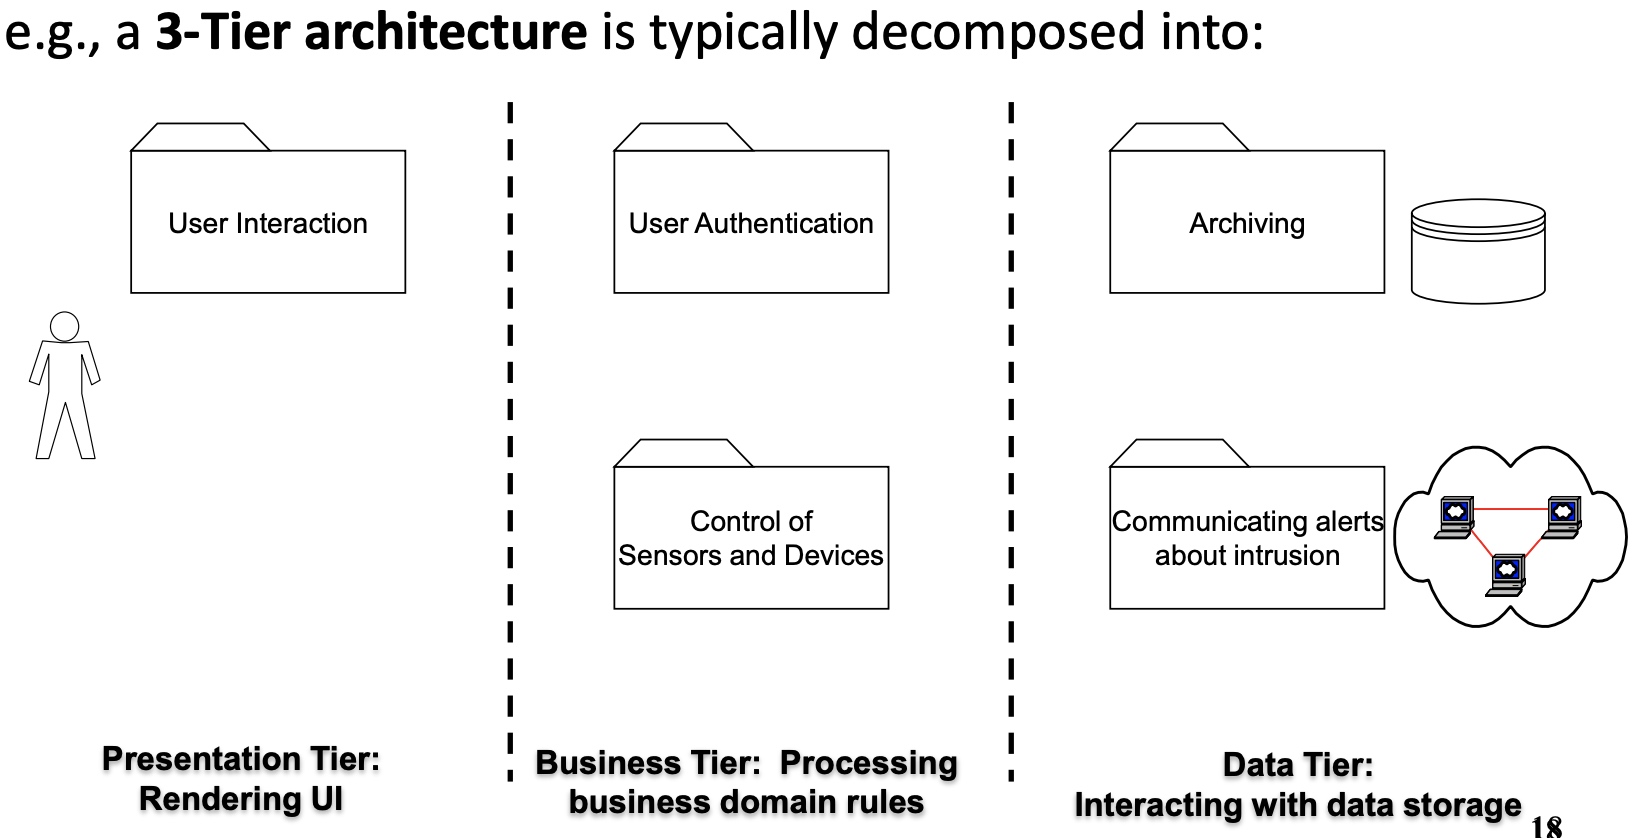 e.g., a 3-Tier architecture is typically decomposed into:
User Interaction
User Authentication
Archiving
Control of
Sensors and Devices
Communicating alerts
about intrusion
Presentation Tier:
Rendering UI
Business Tier:  Processing
business domain rules
Data Tier:
Interacting with data storage